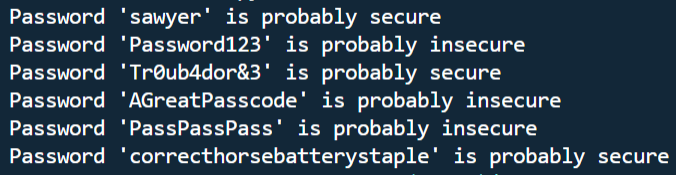 Password 'sawyer' is probably secure
Password 'Password123' is probably insecure
Password 'Tr0ub4dor&3' is probably secure
Password 'AGreatPasscode' is probably insecure
Password 'PassPassPass' is probably insecure
Password 'correcthorsebatterystaple' is probably secure